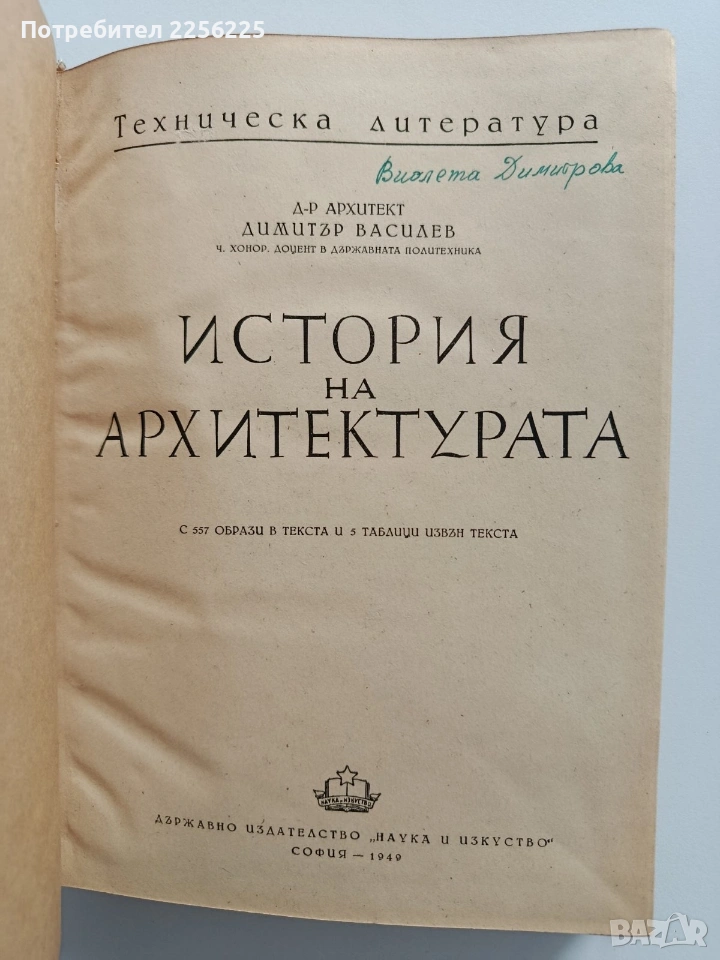 Потребител 2256225
Техническа литература
Виолета Димитрова
Д-Р АРХИТЕКТ
ДИМИТЪР ВАСИЛЕВ
Ч. ХОНОР. ДОЦЕНТ В ДЪРЖАВНАТА ПОЛИТЕХНИКА
ИСТОРИЯ
НА
АРХИТЕКТУРАТА
С 557 ОБРАЗИ В ТЕКСТА И 5 ТАБЛИЦИ ИЗВЪН ТЕКСТА
НАУКА И ИЗКУСТВО
ДЪРЖАВНО ИЗДАТЕЛСТВО „НАУКА И ИЗКУСТВО“
СОФИЯ — 1949
BAZAR